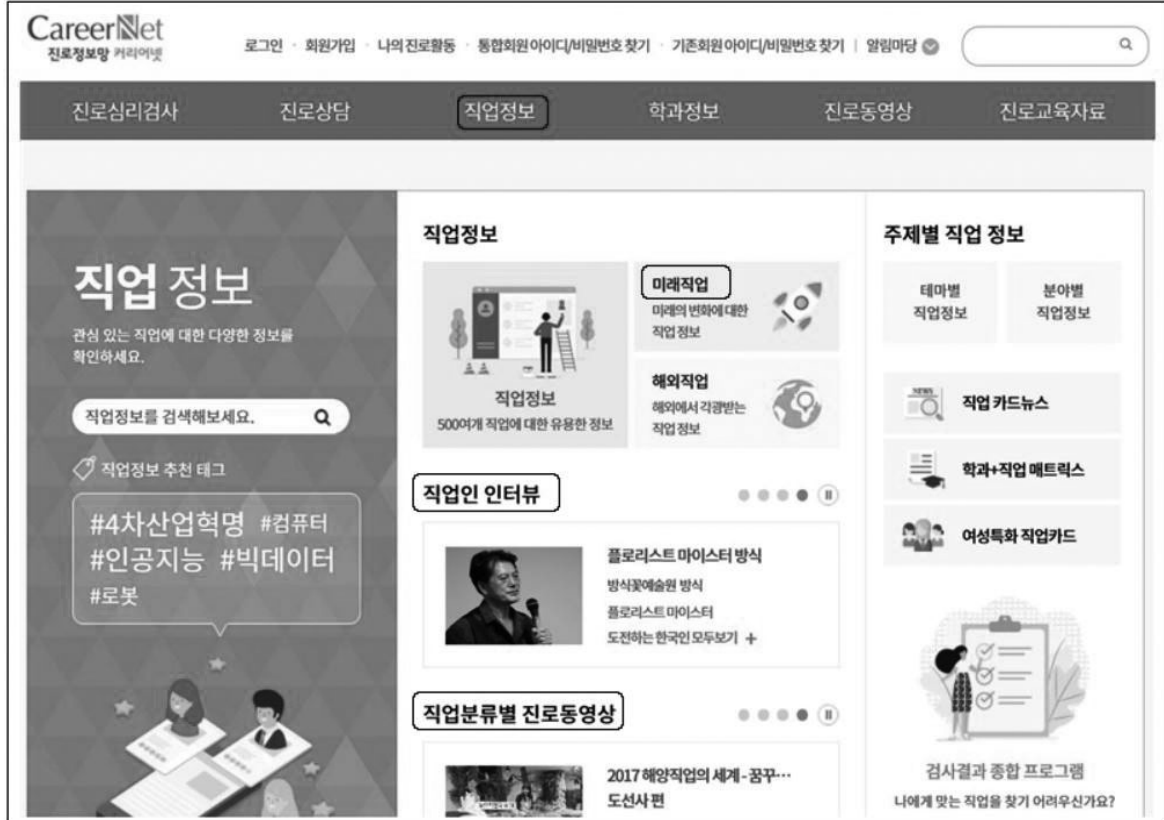 CareerNet
진로정보망 커리어넷
로그인 · 회원가입 · 나의 진로활동 · 통합회원 아이디/비밀번호 찾기 · 기존회원 아이디/비밀번호 찾기 | 알림마당
진로심리검사 진로상담 직업정보 학과정보 진로동영상 진로교육자료
직업 정보
관심 있는 직업에 대한 다양한 정보를
확인하세요.
직업정보를 검색해보세요.
직업정보 추천 태그
#4차산업혁명 #컴퓨터
#인공지능 #빅데이터
#로봇
직업정보
직업정보
500여개 직업에 대한 유용한 정보
미래직업
미래의 변화에 대한
직업 정보
해외직업
해외에서 각광받는
직업 정보
직업인 인터뷰
플로리스트 마이스터 방식
방식꽃예술원 방식
플로리스트 마이스터
도전하는 한국인 모두보기 +
직업분류별 진로동영상
2017 해양직업의 세계 - 꿈꾸…
도선사 편
주제별 직업 정보
테마별
직업정보
분야별
직업정보
NEWS
직업 카드뉴스
학과+직업 매트릭스
여성특화 직업카드
검사결과 종합 프로그램
나에게 맞는 직업을 찾기 어려우신가요?